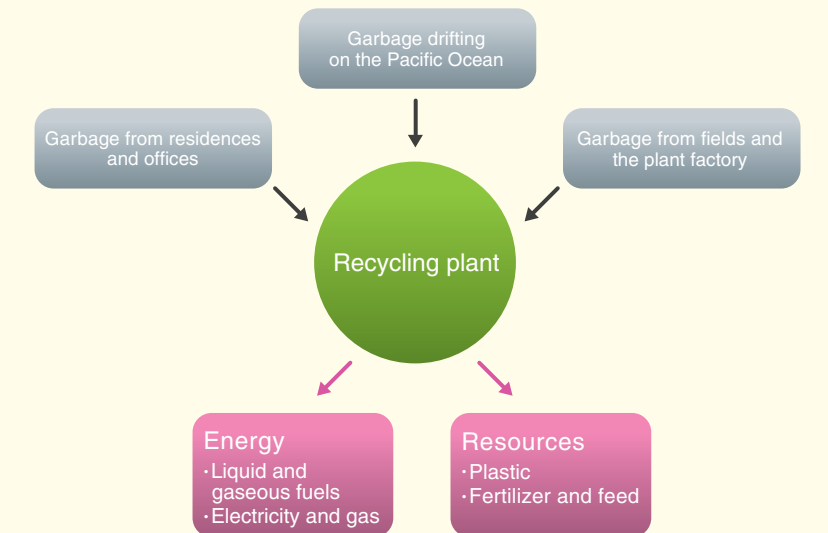 Garbage drifting
on the Pacific Ocean
Garbage from residences
and offices
Garbage from fields and
the plant factory
Recycling plant
Energy
・Liquid and
gaseous fuels
・Electricity and gas
Resources
・Plastic
・Fertilizer and feed